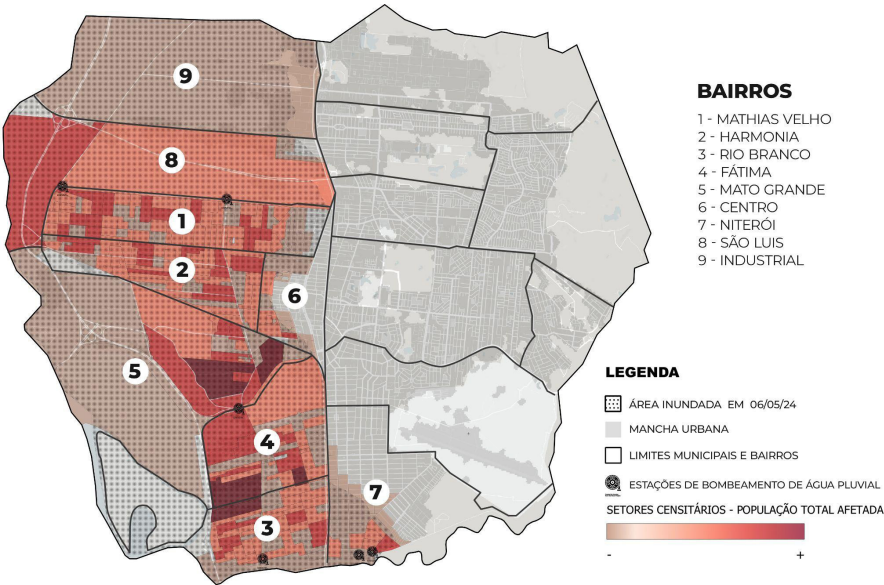 9
8
1
2
6
5
4
7
3
BAIRROS
1 - MATHIAS VELHO
2 - HARMONIA
3 - RIO BRANCO
4 - FÁTIMA
5 - MATO GRANDE
6 - CENTRO
7 - NITERÓI
8 - SÃO LUIS
9 - INDUSTRIAL
LEGENDA
ÁREA INUNDADA EM 06/05/24
MANCHA URBANA
LIMITES MUNICIPAIS E BAIRROS
ESTAÇÕES DE BOMBEAMENTO DE ÁGUA PLUVIAL
SETORES CENSITÁRIOS - POPULAÇÃO TOTAL AFETADA
- +